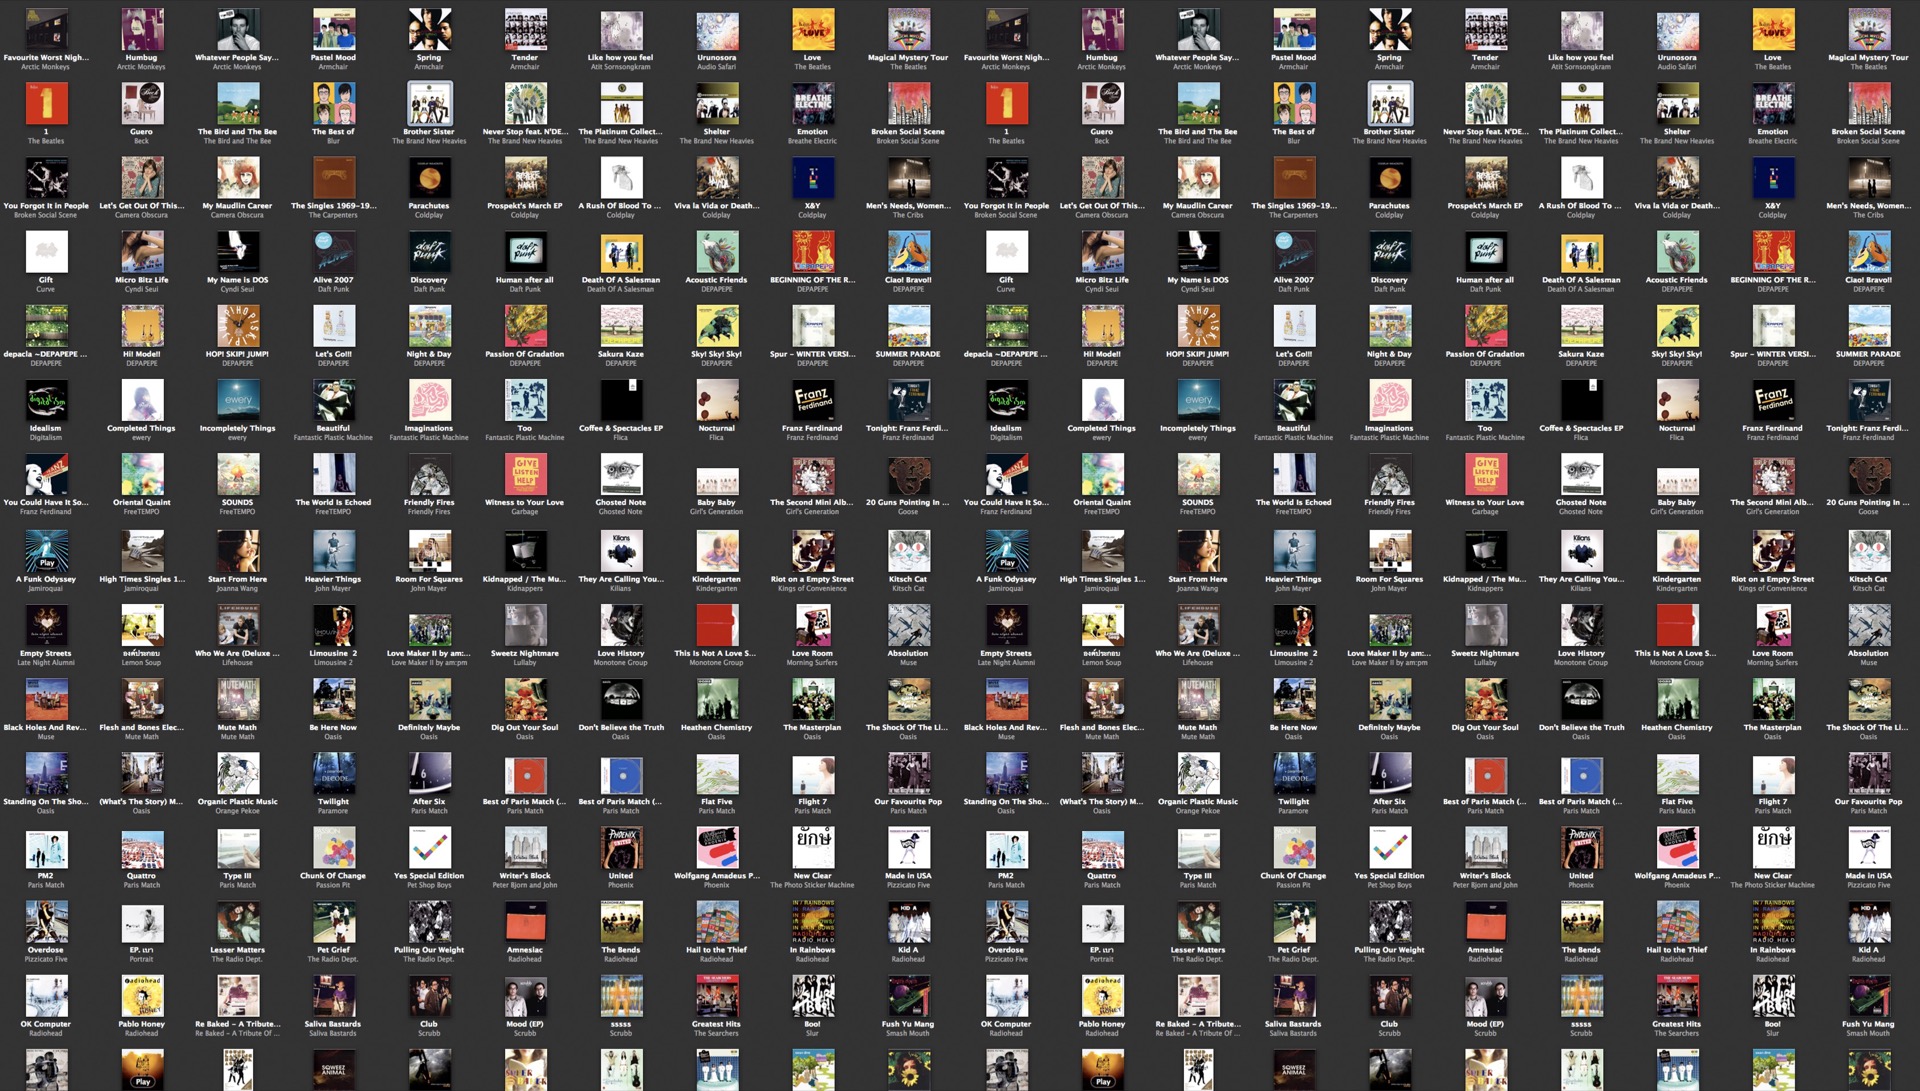 Favourite Worst Nigh... Humbug Whatever People Say... Pastel Mood Spring Tender Like how you feel Urunosora Love Magical Mystery Tour Favourite Worst Nigh... Humbug Whatever People Say... Pastel Mood Spring Tender Like how you feel Urunosora Love Magical Mystery Tour
Arctic Monkeys Arctic Monkeys Arctic Monkeys Armchair Armchair Armchair Atit Sornsongkram Audio Safari The Beatles The Beatles Arctic Monkeys Arctic Monkeys Arctic Monkeys Armchair Armchair Armchair Atit Sornsongkram Audio Safari The Beatles The Beatles
1 Guero The Bird and The Bee The Best of Brother Sister Never Stop feat. N'DE... The Platinum Collect... Shelter Emotion Broken Social Scene 1 Guero The Bird and The Bee The Best of Brother Sister Never Stop feat. N'DE... The Platinum Collect... Shelter Emotion Broken Social Scene
The Beatles Beck The Bird and The Bee Blur The Brand New Heavies The Brand New Heavies The Brand New Heavies The Brand New Heavies Breathe Electric Broken Social Scene The Beatles Beck The Bird and The Bee Blur The Brand New Heavies The Brand New Heavies The Brand New Heavies The Brand New Heavies Breathe Electric Broken Social Scene
You Forgot It in People Let's Get Out Of This... My Maudlin Career The Singles 1969-19... Parachutes Prospekt's March EP A Rush Of Blood To ... Viva la Vida or Death... X&Y Men's Needs, Women... You Forgot It in People Let's Get Out Of This... My Maudlin Career The Singles 1969-19... Parachutes Prospekt's March EP A Rush Of Blood To ... Viva la Vida or Death... X&Y Men's Needs, Women...
Broken Social Scene Camera Obscura Camera Obscura The Carpenters Coldplay Coldplay Coldplay Coldplay Coldplay The Cribs Broken Social Scene Camera Obscura Camera Obscura The Carpenters Coldplay Coldplay Coldplay Coldplay Coldplay The Cribs
Gift Micro Bitz Life My Name is DOS Alive 2007 Discovery Human after all Death Of A Salesman Acoustic Friends BEGINNING OF THE R... Ciao! Bravo!! Gift Micro Bitz Life My Name is DOS Alive 2007 Discovery Human after all Death Of A Salesman Acoustic Friends BEGINNING OF THE R... Ciao! Bravo!!
Curve Cyndi Seui Cyndi Seui Daft Punk Daft Punk Daft Punk Death Of A Salesman DEPAPEPE DEPAPEPE DEPAPEPE Curve Cyndi Seui Cyndi Seui Daft Punk Daft Punk Daft Punk Death Of A Salesman DEPAPEPE DEPAPEPE DEPAPEPE
depacla ~DEPAPEPE ... Hi! Mode!! HOP! SKIP! JUMP! Let's Go!!! Night & Day Passion Of Gradation Sakura Kaze Sky! Sky! Sky! Spur - WINTER VERSI... SUMMER PARADE depacla ~DEPAPEPE ... Hi! Mode!! HOP! SKIP! JUMP! Let's Go!!! Night & Day Passion Of Gradation Sakura Kaze Sky! Sky! Sky! Spur - WINTER VERSI... SUMMER PARADE
DEPAPEPE DEPAPEPE DEPAPEPE DEPAPEPE DEPAPEPE DEPAPEPE DEPAPEPE DEPAPEPE DEPAPEPE DEPAPEPE DEPAPEPE DEPAPEPE DEPAPEPE DEPAPEPE DEPAPEPE DEPAPEPE DEPAPEPE DEPAPEPE DEPAPEPE DEPAPEPE
Idealism Completed Things Incompletely Things Beautiful Imaginations Too Coffee & Spectacles EP Nocturnal Franz Ferdinand Tonight: Franz Ferdi... Idealism Completed Things Incompletely Things Beautiful Imaginations Too Coffee & Spectacles EP Nocturnal Franz Ferdinand Tonight: Franz Ferdi...
Digitalism ewery ewery Fantastic Plastic Machine Fantastic Plastic Machine Fantastic Plastic Machine Flica Flica Franz Ferdinand Franz Ferdinand Digitalism ewery ewery Fantastic Plastic Machine Fantastic Plastic Machine Fantastic Plastic Machine Flica Flica Franz Ferdinand Franz Ferdinand
You Could Have It So... Oriental Quaint SOUNDS The World Is Echoed Friendly Fires Witness to Your Love Ghosted Note Baby Baby The Second Mini Alb... 20 Guns Pointing In ... You Could Have It So... Oriental Quaint SOUNDS The World Is Echoed Friendly Fires Witness to Your Love Ghosted Note Baby Baby The Second Mini Alb... 20 Guns Pointing In ...
Franz Ferdinand FreeTEMPO FreeTEMPO FreeTEMPO Friendly Fires Garbage Ghosted Note Girl's Generation Girl's Generation Goose Franz Ferdinand FreeTEMPO FreeTEMPO FreeTEMPO Friendly Fires Garbage Ghosted Note Girl's Generation Girl's Generation Goose
A Funk Odyssey High Times Singles 1... Start From Here Heavier Things Room For Squares Kidnapped / The Mu... They Are Calling You... Kindergarten Riot on a Empty Street Kitsch Cat A Funk Odyssey High Times Singles 1... Start From Here Heavier Things Room For Squares Kidnapped / The Mu... They Are Calling You... Kindergarten Riot on a Empty Street Kitsch Cat
Jamiroquai Jamiroquai Joanna Wang John Mayer John Mayer Kidnappers Kilians Kindergarten Kings of Convenience Kitsch Cat Jamiroquai Jamiroquai Joanna Wang John Mayer John Mayer Kidnappers Kilians Kindergarten Kings of Convenience Kitsch Cat
Empty Streets องค์ประกอบ Who We Are (Deluxe ... Limousine 2 Love Maker II by am:... Sweetz Nightmare Love History This Is Not A Love S... Love Room Absolution Empty Streets องค์ประกอบ Who We Are (Deluxe ... Limousine 2 Love Maker II by am:... Sweetz Nightmare Love History This Is Not A Love S... Love Room Absolution
Late Night Alumni Lemon Soup Lifehouse Limousine 2 Love Maker II by am:pm Lullaby Monotone Group Monotone Group Morning Surfers Muse Late Night Alumni Lemon Soup Lifehouse Limousine 2 Love Maker II by am:pm Lullaby Monotone Group Monotone Group Morning Surfers Muse
Black Holes And Rev... Flesh and Bones Elec... Mute Math Be Here Now Definitely Maybe Dig Out Your Soul Don't Believe the Truth Heathen Chemistry The Masterplan The Shock Of The Li... Black Holes And Rev... Flesh and Bones Elec... Mute Math Be Here Now Definitely Maybe Dig Out Your Soul Don't Believe the Truth Heathen Chemistry The Masterplan The Shock Of The Li...
Muse Mute Math Mute Math Oasis Oasis Oasis Oasis Oasis Oasis Oasis Muse Mute Math Mute Math Oasis Oasis Oasis Oasis Oasis Oasis Oasis
Standing On The Sho... (What's The Story) M... Organic Plastic Music Twilight After Six Best of Paris Match (... Best of Paris Match (... Flat Five Flight 7 Our Favourite Pop Standing On The Sho... (What's The Story) M... Organic Plastic Music Twilight After Six Best of Paris Match (... Best of Paris Match (... Flat Five Flight 7 Our Favourite Pop
Oasis Oasis Orange Pekoe Paramore Paris Match Paris Match Paris Match Paris Match Paris Match Paris Match Oasis Oasis Orange Pekoe Paramore Paris Match Paris Match Paris Match Paris Match Paris Match Paris Match
PM2 Quattro Type III Chunk Of Change Yes Special Edition Writer's Block United Wolfgang Amadeus P... New Clear Made in USA PM2 Quattro Type III Chunk Of Change Yes Special Edition Writer's Block United Wolfgang Amadeus P... New Clear Made in USA
Paris Match Paris Match Paris Match Passion Pit Pet Shop Boys Peter Bjorn and John Phoenix Phoenix The Photo Sticker Machine Pizzicato Five Paris Match Paris Match Paris Match Passion Pit Pet Shop Boys Peter Bjorn and John Phoenix Phoenix The Photo Sticker Machine Pizzicato Five
Overdose EP. เบา Lesser Matters Pet Grief Pulling Our Weight Amnesiac The Bends Hail to the Thief In Rainbows Kid A Overdose EP. เบา Lesser Matters Pet Grief Pulling Our Weight Amnesiac The Bends Hail to the Thief In Rainbows Kid A
Pizzicato Five Portrait The Radio Dept. The Radio Dept. The Radio Dept. Radiohead Radiohead Radiohead Radiohead Radiohead Pizzicato Five Portrait The Radio Dept. The Radio Dept. The Radio Dept. Radiohead Radiohead Radiohead Radiohead Radiohead
OK Computer Pablo Honey Re Baked - A Tribute... Saliva Bastards Club Mood (EP) sssss Greatest Hits Boo! Fush Yu Mang OK Computer Pablo Honey Re Baked - A Tribute... Saliva Bastards Club Mood (EP) sssss Greatest Hits Boo! Fush Yu Mang
Radiohead Radiohead Re Baked - A Tribute Of ... Saliva Bastards Scrubb Scrubb Scrubb The Searchers Slur Smash Mouth Radiohead Radiohead Re Baked - A Tribute Of ... Saliva Bastards Scrubb Scrubb Scrubb The Searchers Slur Smash Mouth
Play SQWEEZ ANIMAL Play SQWEEZ ANIMAL